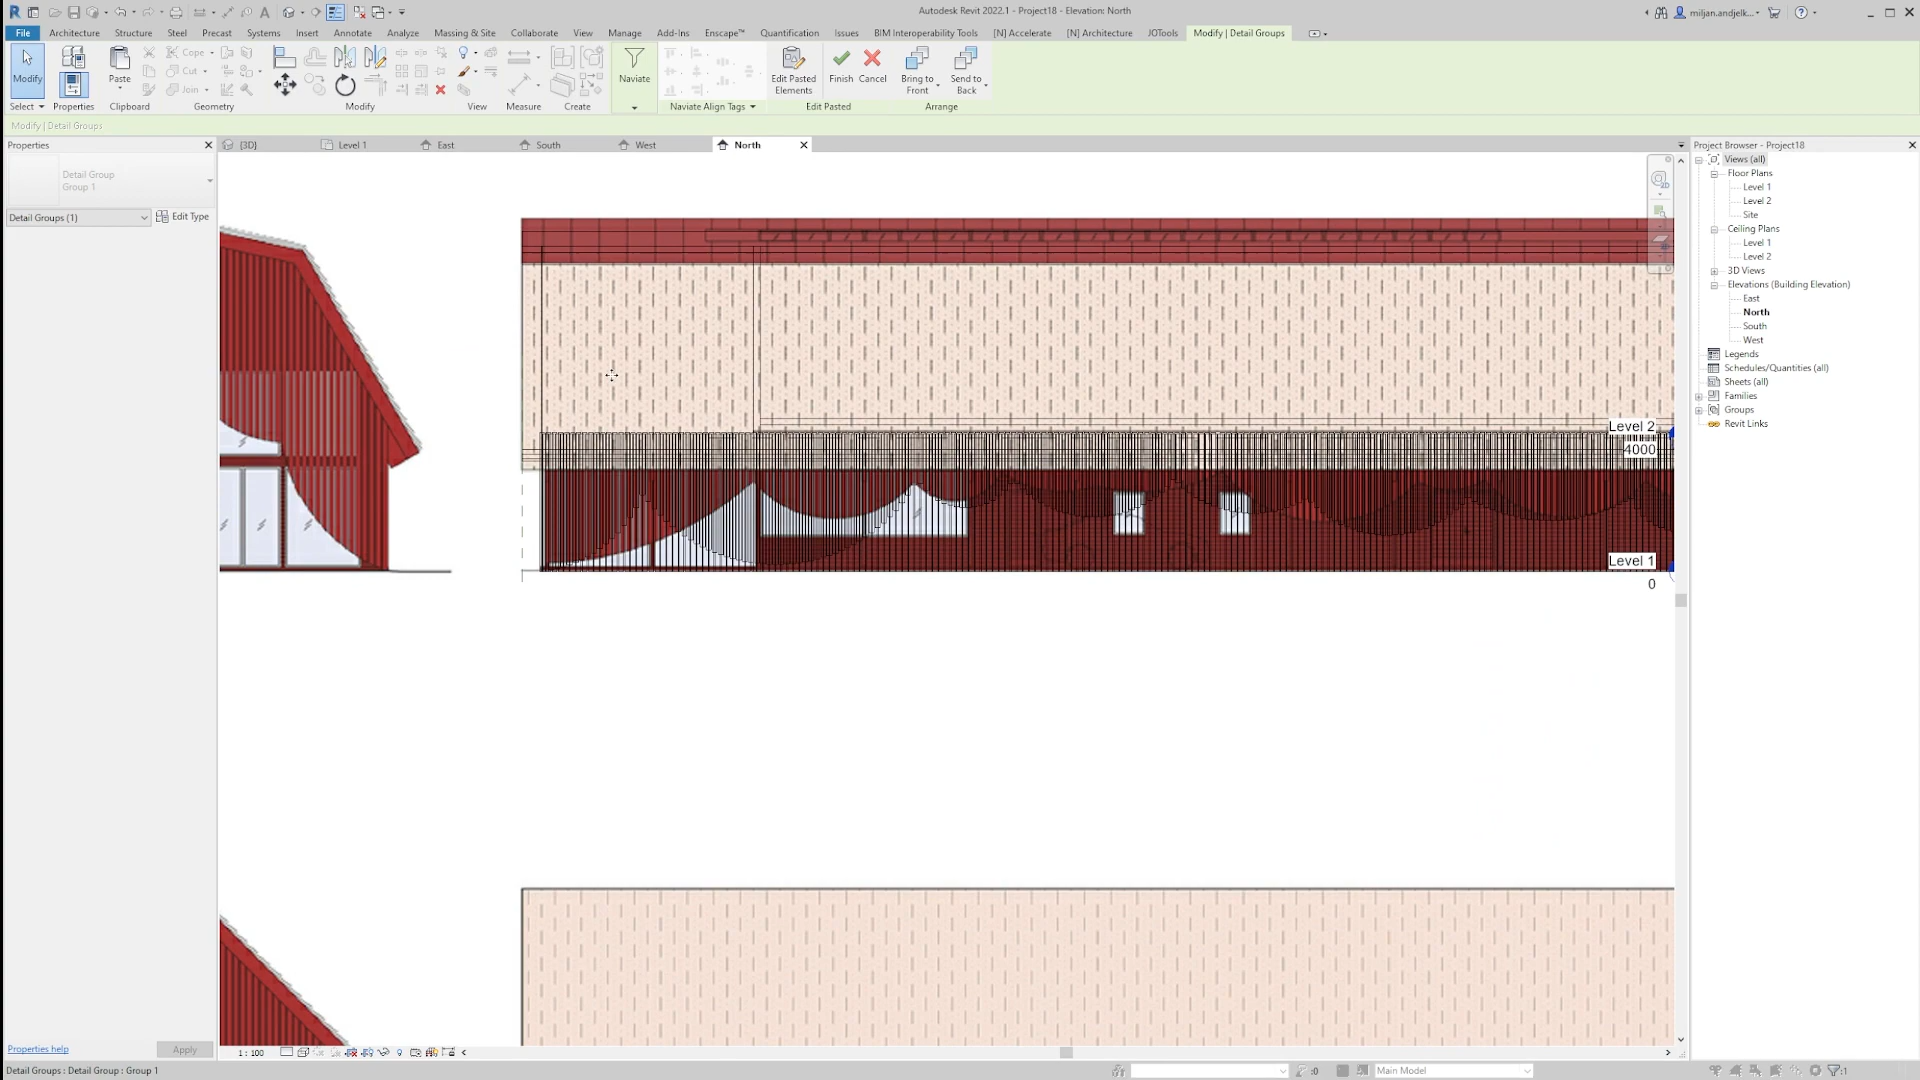 Autodesk Revit 2022.1 - Project18 - Elevation: North
miljan.andjelk...
File Architecture Structure Steel Precast Systems Insert Annotate Analyze Massing & Site Collaborate View Manage Add-Ins Enscape™ Quantification Issues BIM Interoperability Tools [N] Accelerate [N] Architecture JOTools Modify | Detail Groups
Cope
Cut
Join
Modify Paste Naviate Edit Pasted Elements Finish Cancel Bring to Front Send to Back
Select Properties Clipboard Geometry Modify View Measure Create Naviate Align Tags Edit Pasted Arrange
Modify | Detail Groups
Properties
{3D} Level 1 East South West North
Project Browser - Project18
Detail Group
Group 1
Detail Groups (1)
Edit Type
Views (all)
Floor Plans
Level 1
Level 2
Site
Ceiling Plans
Level 1
Level 2
3D Views
Elevations (Building Elevation)
East
North
South
West
Legends
Schedules/Quantities (all)
Sheets (all)
Families
Groups
Revit Links
Level 2
4000
Level 1
0
Properties help
Apply
1 : 100
Detail Groups : Detail Group : Group 1
:0
Main Model
:1